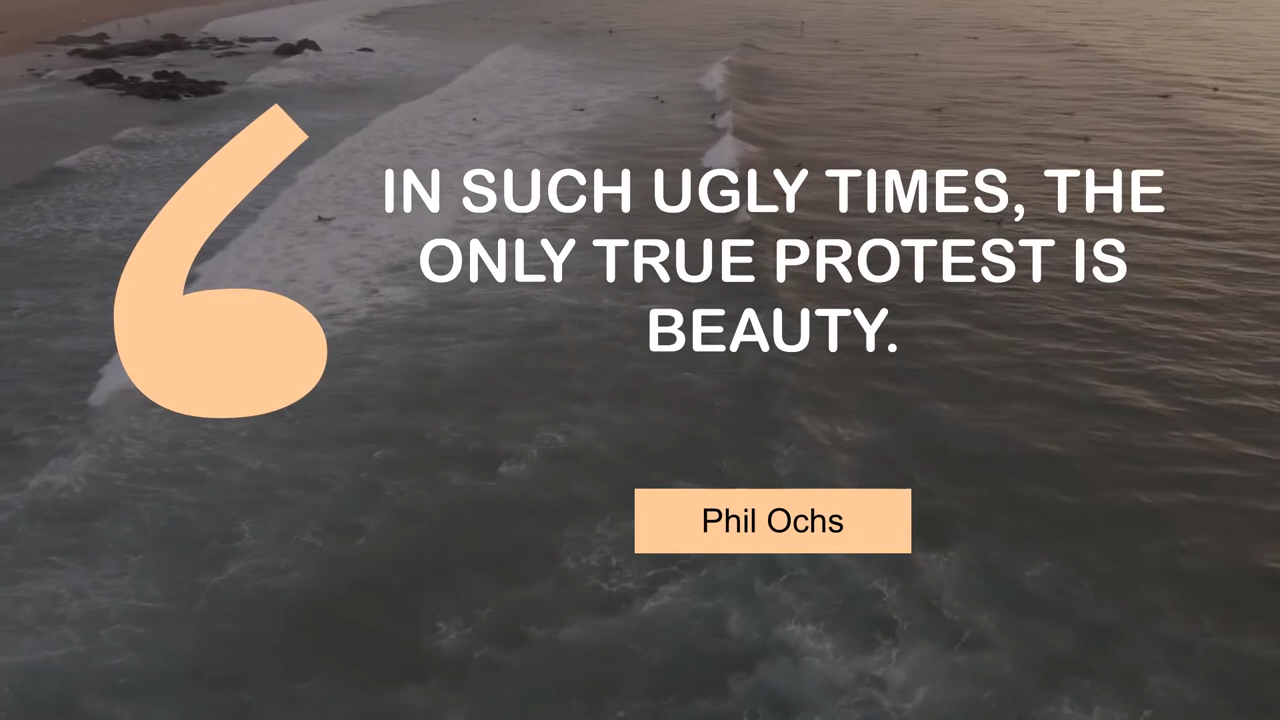 IN SUCH UGLY TIMES, THE
ONLY TRUE PROTEST IS
BEAUTY.
Phil Ochs